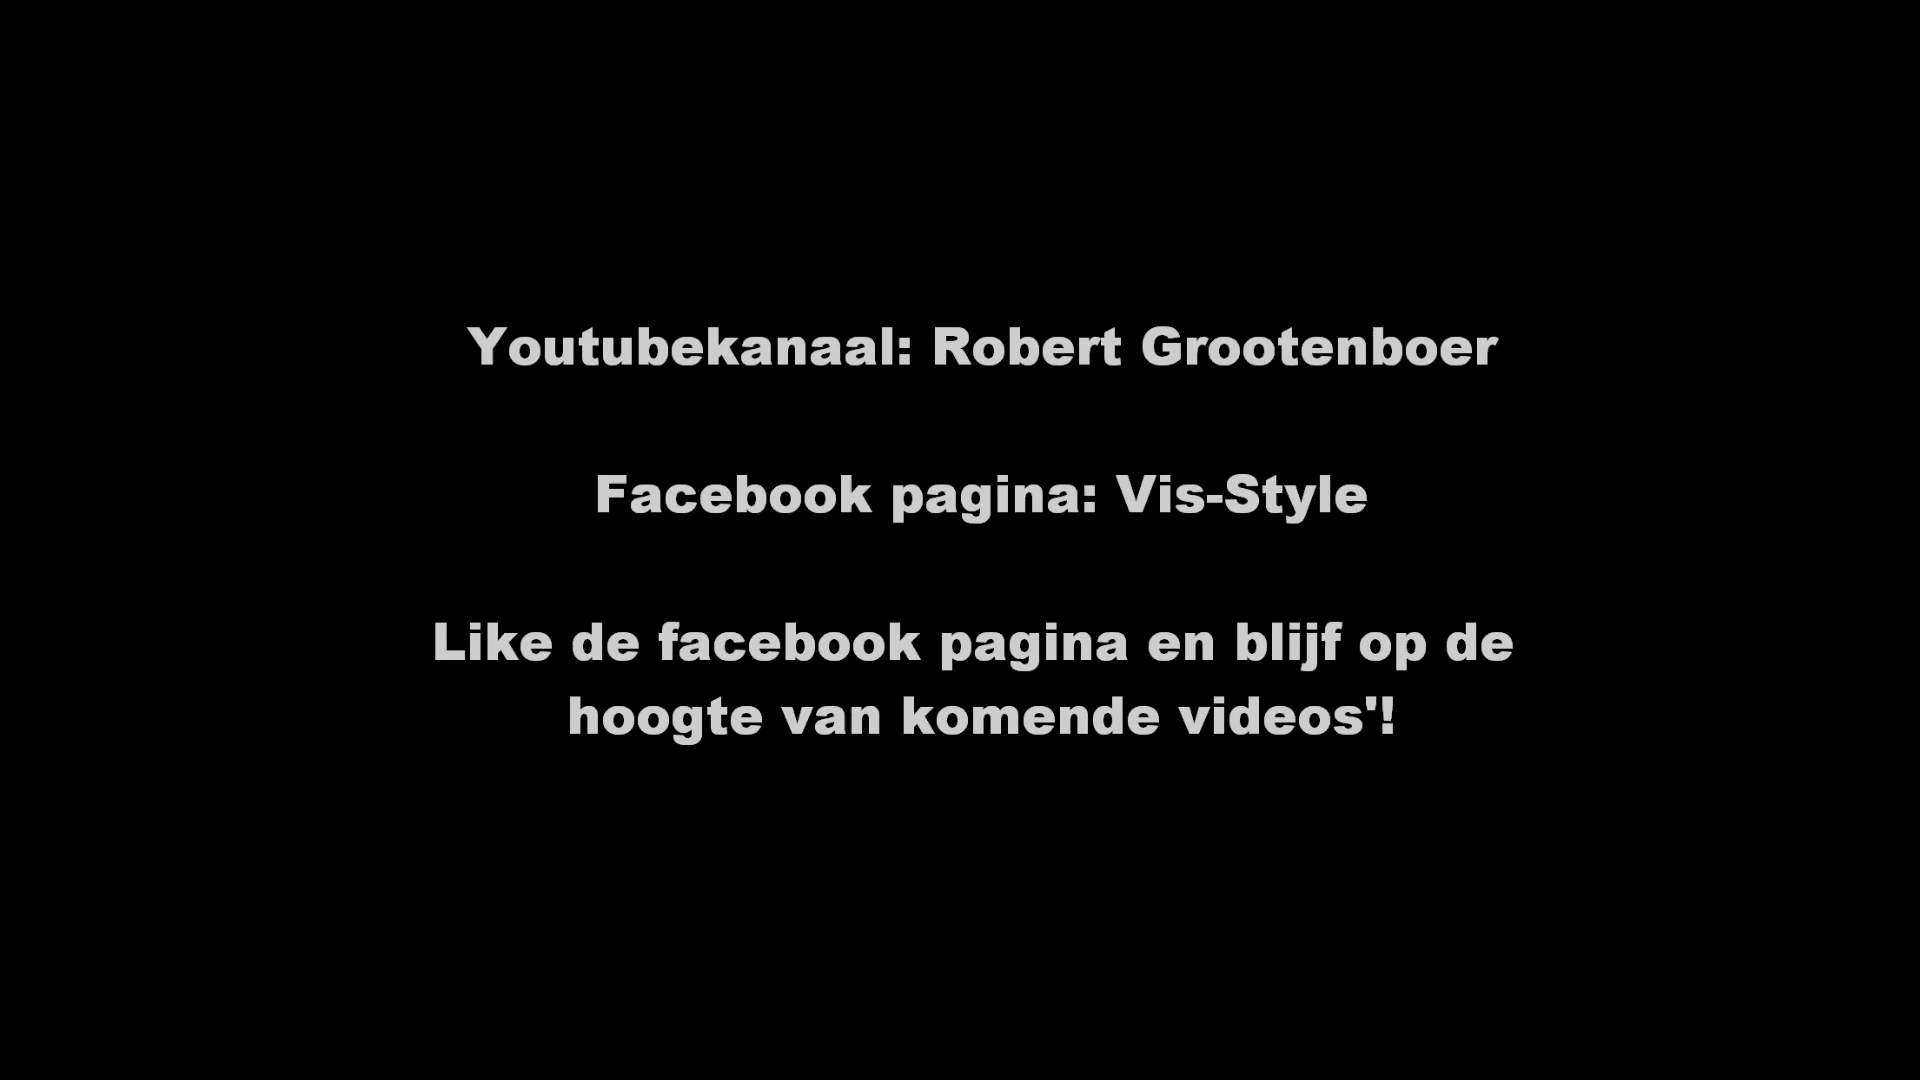 Youtubekanaal: Robert Grootenboer
Facebook pagina: Vis-Style
Like de facebook pagina en blijf op de
hoogte van komende videos'!